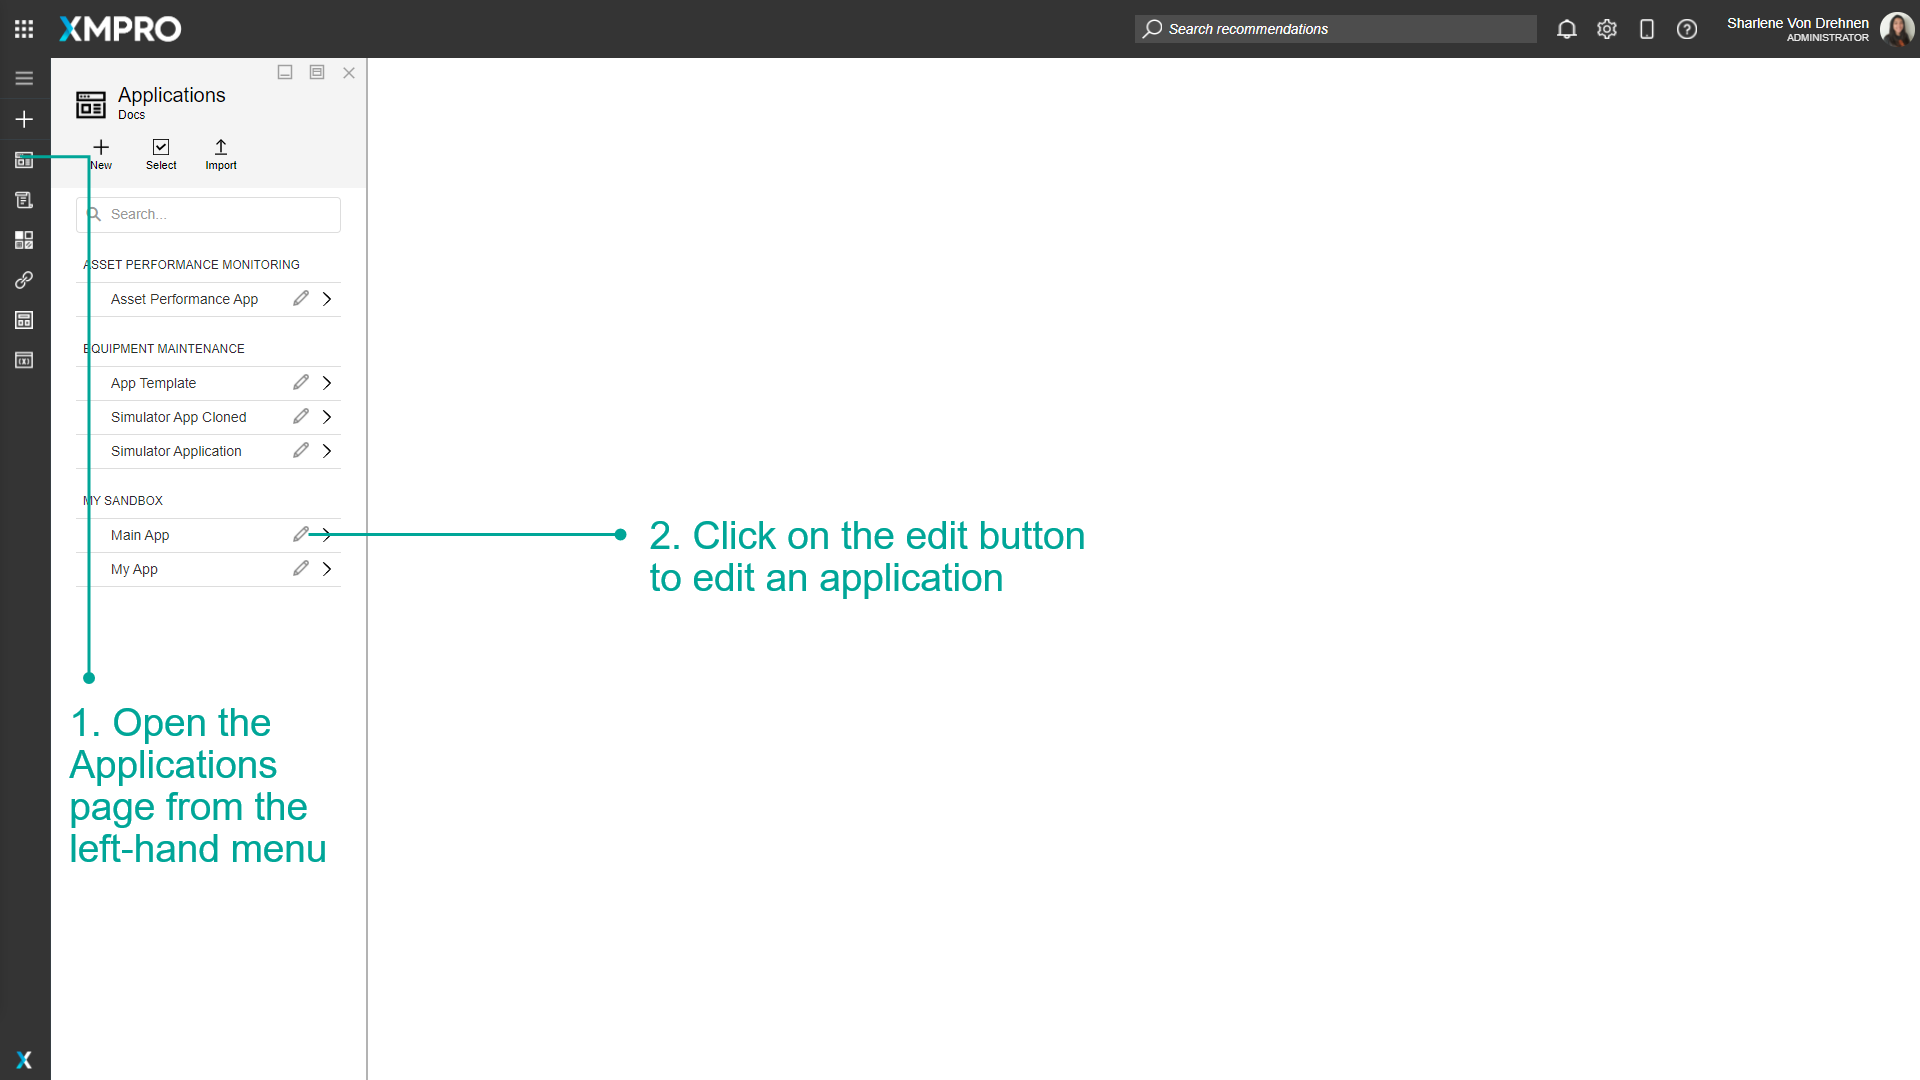 XMPRO
Search recommendations
Sharlene Von Drehnen
ADMINISTRATOR
Applications
Docs
New
Select
Import
Search...
ASSET PERFORMANCE MONITORING
Asset Performance App
EQUIPMENT MAINTENANCE
App Template
Simulator App Cloned
Simulator Application
MY SANDBOX
Main App
My App
2. Click on the edit button
to edit an application
1. Open the
Applications
page from the
left-hand menu